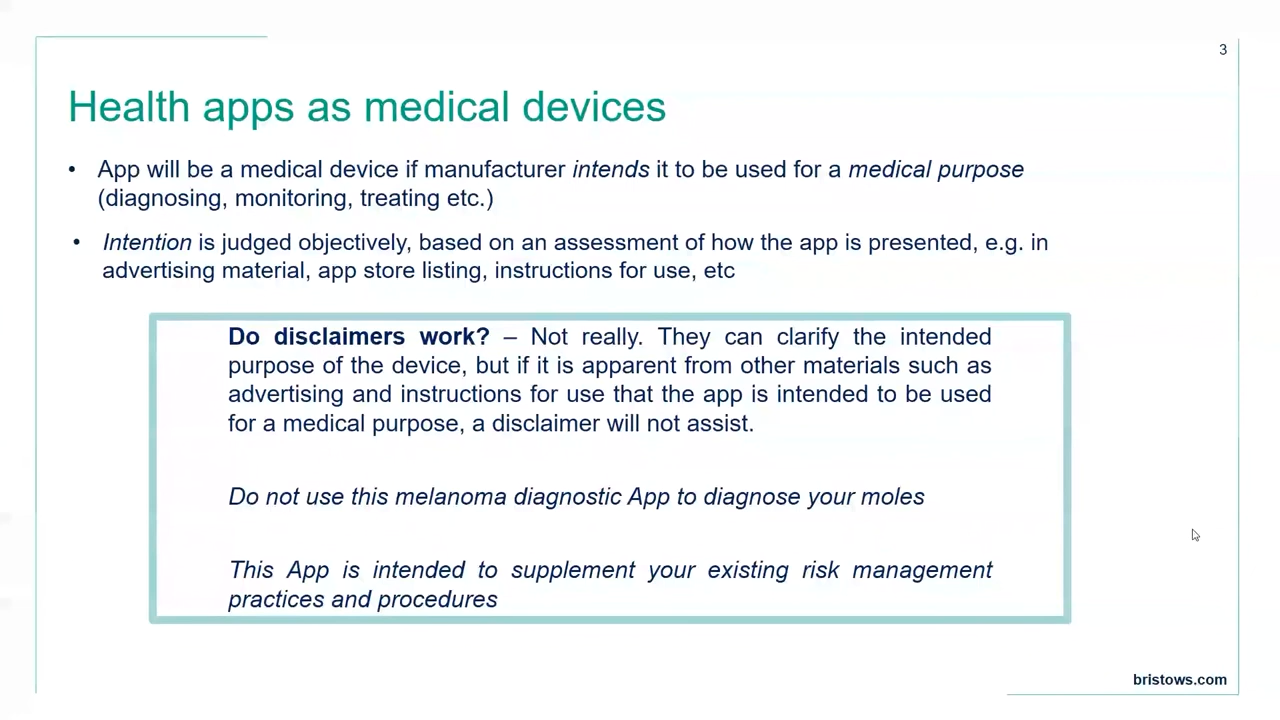 3
Health apps as medical devices
• App will be a medical device if manufacturer intends it to be used for a medical purpose
(diagnosing, monitoring, treating etc.)
• Intention is judged objectively, based on an assessment of how the app is presented, e.g. in
advertising material, app store listing, instructions for use, etc
Do disclaimers work? – Not really. They can clarify the intended
purpose of the device, but if it is apparent from other materials such as
advertising and instructions for use that the app is intended to be used
for a medical purpose, a disclaimer will not assist.
Do not use this melanoma diagnostic App to diagnose your moles
This App is intended to supplement your existing risk management
practices and procedures
bristows.com